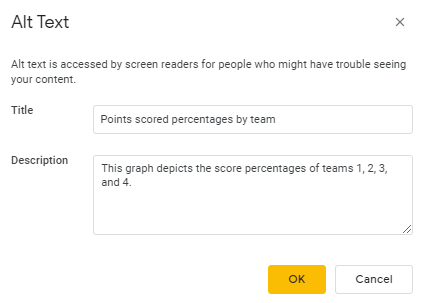 Alt Text
Alt text is accessed by screen readers for people who might have trouble seeing
your content.
Title
Points scored percentages by team
Description
This graph depicts the score percentages of teams 1, 2, 3,
and 4.
OK
Cancel